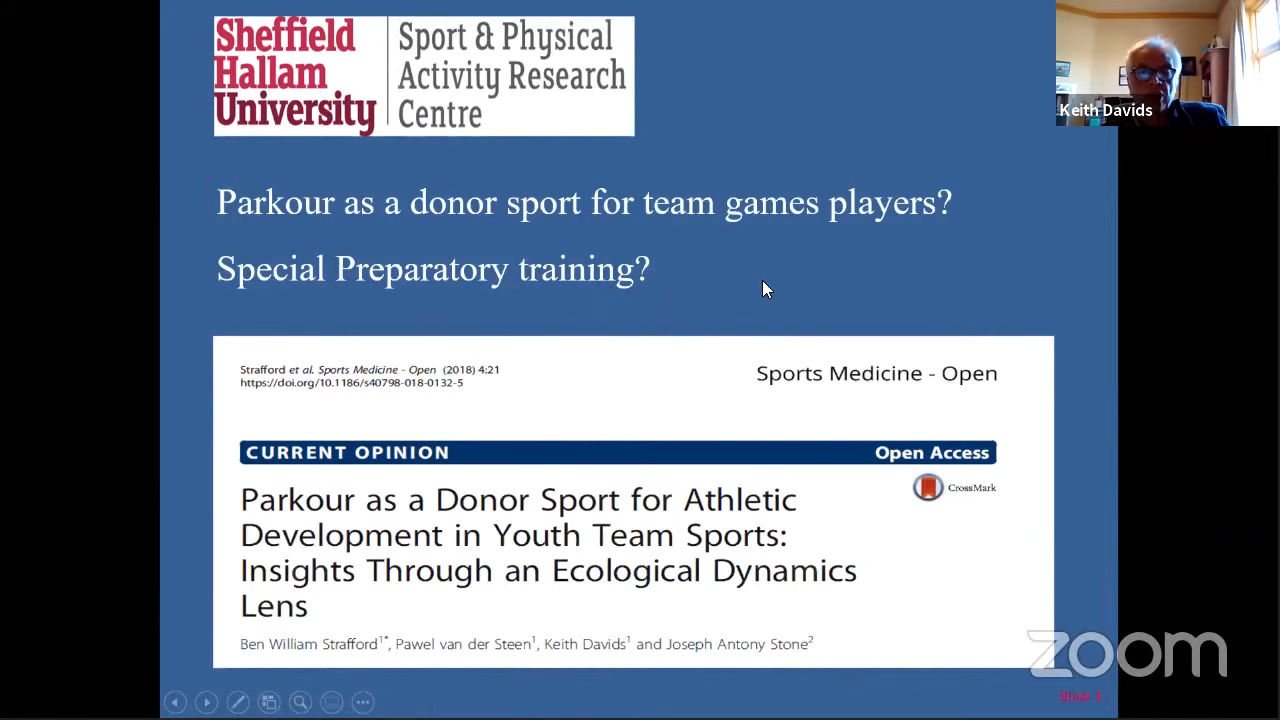 Sheffield
Hallam
University
Sport & Physical
Activity Research
Centre
Keith Davids
Parkour as a donor sport for team games players?
Special Preparatory training?
Strafford et al. Sports Medicine - Open (2018) 4:21
https://doi.org/10.1186/s40798-018-0132-5
Sports Medicine - Open
CURRENT OPINION
Open Access
CrossMark
Parkour as a Donor Sport for Athletic
Development in Youth Team Sports:
Insights Through an Ecological Dynamics
Lens
Ben William Strafford1*, Pawel van der Steen1, Keith Davids1 and Joseph Antony Stone2
zoom
Slide 1